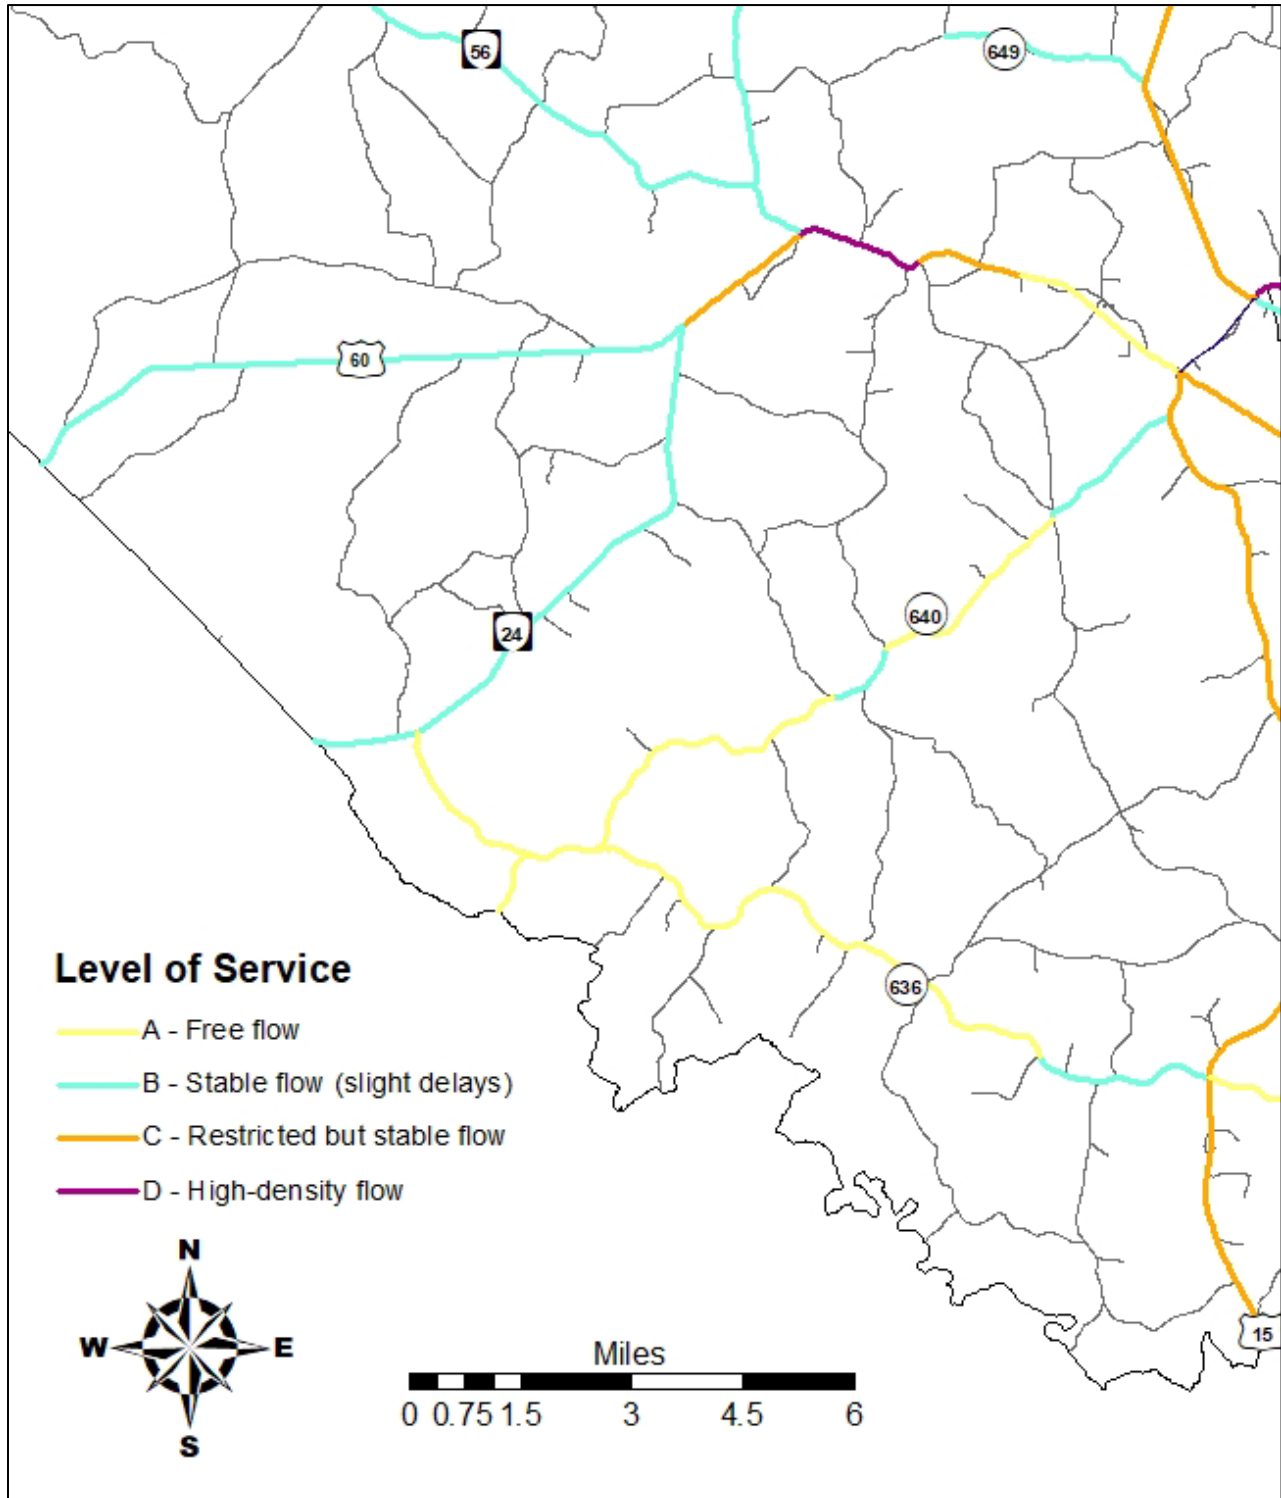 56
649
60
640
24
636
Level of Service
A - Free flow
B - Stable flow (slight delays)
C - Restricted but stable flow
D - High-density flow
N
W E
S
Miles
0 0.75 1.5 3 4.5 6
15